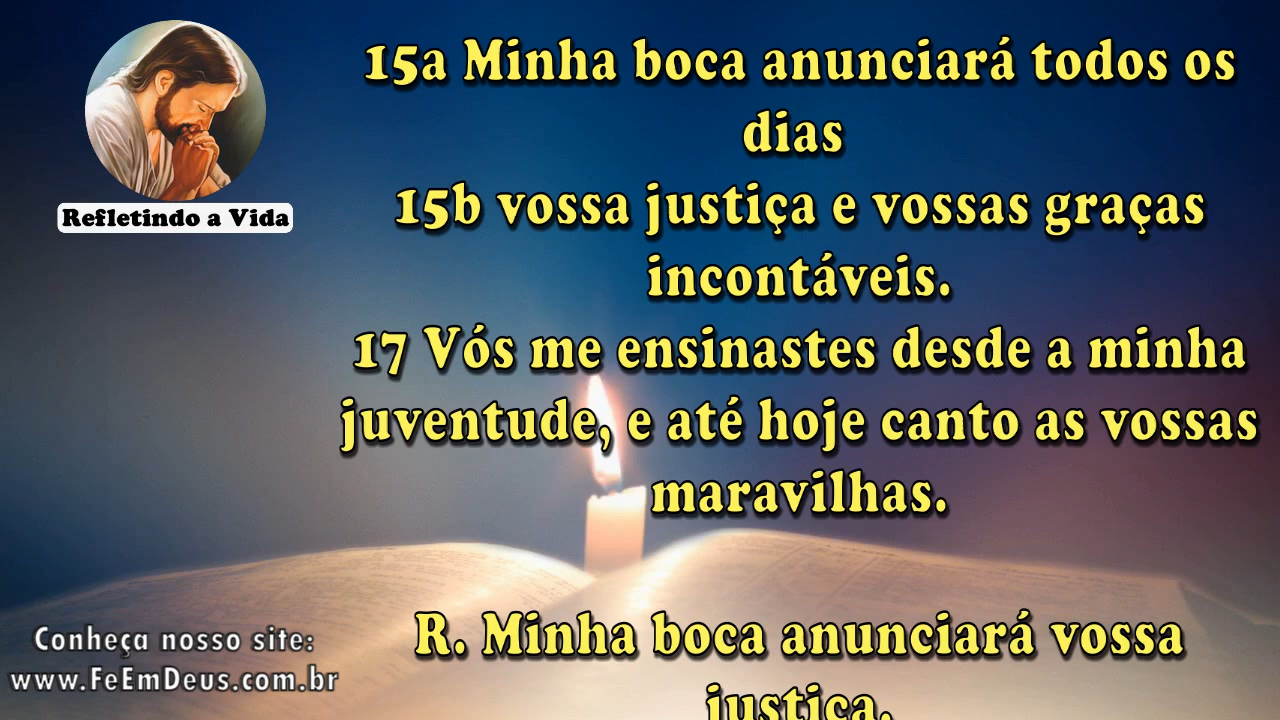 15a Minha boca anunciará todos os
dias
15b vossa justiça e vossas graças
incontáveis.
17 Vós me ensinastes desde a minha
juventude, e até hoje canto as vossas
maravilhas.
R. Minha boca anunciará vossa
justiça.
Refletindo a Vida
Conheça nosso site:
www.FeEmDeus.com.br